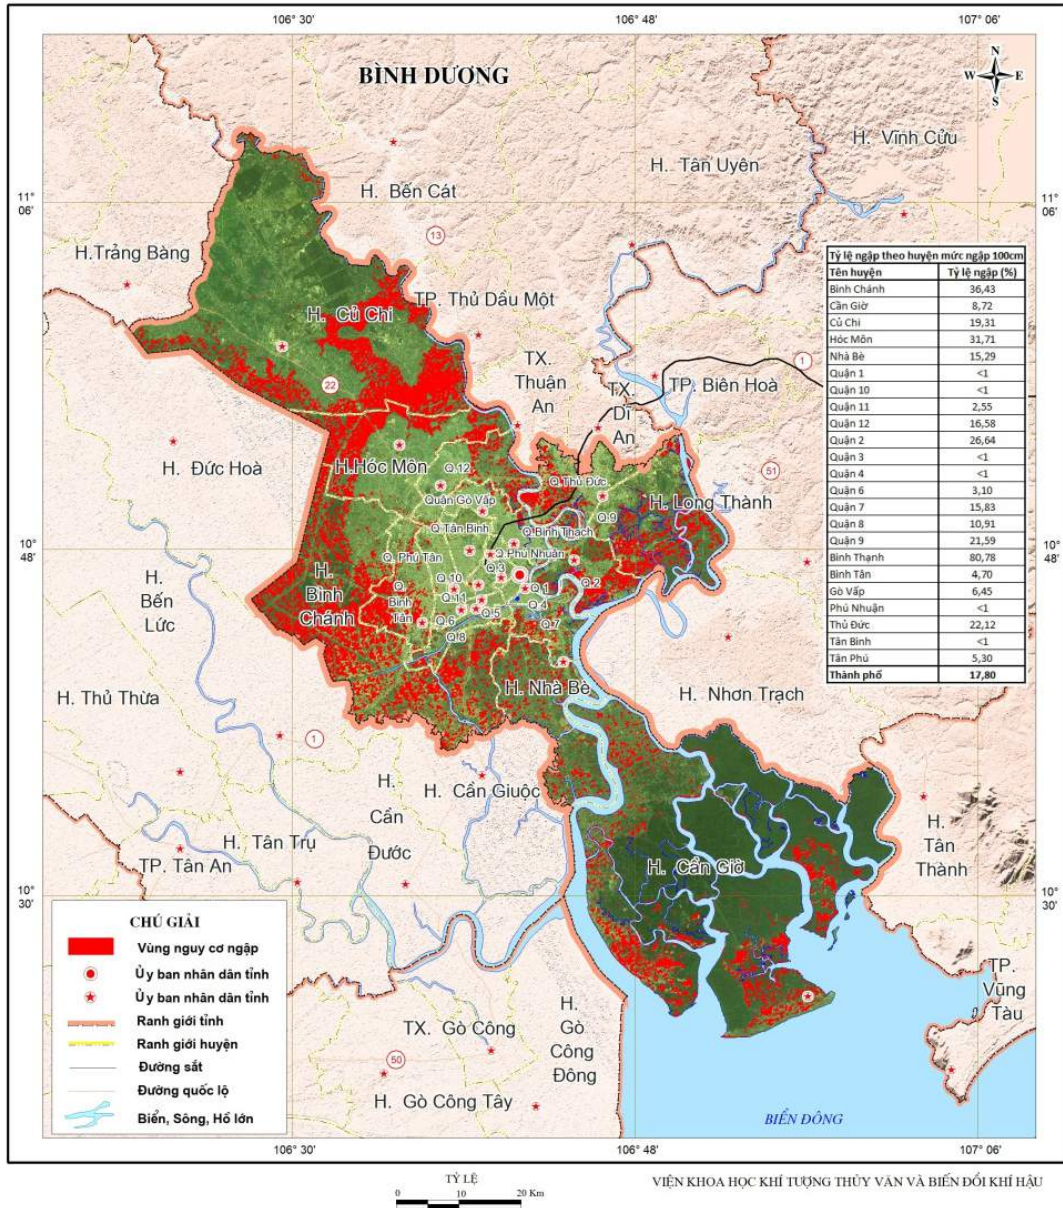 106° 30'
106° 48'
107° 06'
BÌNH DƯƠNG
N
W E
S
H. Vĩnh Cửu
H. Tân Uyên
H. Bến Cát
11°
06'
11°
06'
13
H.Trảng Bàng
Tỷ lệ ngập theo huyện mức ngập 100cm
Tên huyện Tỷ lệ ngập (%)
Bình Chánh 36,43
Cần Giờ 8,72
Củ Chi 19,31
Hóc Môn 31,71
Nhà Bè 15,29
Quận 1 <1
Quận 10 <1
Quận 11 2,55
Quận 12 16,58
Quận 2 26,64
Quận 3 <1
Quận 4 <1
Quận 6 3,10
Quận 7 15,83
Quận 8 10,91
Quận 9 21,59
Bình Thạnh 80,78
Bình Tân 4,70
Gò Vấp 6,45
Phú Nhuận <1
Thủ Đức 22,12
Tân Bình <1
Tân Phú 5,30
Thành phố 17,80
TP. Thủ Dầu Một
H. Củ Chi
TX.
Thuận
An
1
22
TP. Biên Hoà
TX.
Dĩ
An
H. Đức Hoà
H.Hóc Môn
Q.12
51
Q.Thủ Đức
Quận Gò Vấp
H. Long Thành
Q.9
Q.Tân Bình
Q.Bình Thạch
10°
48'
10°
48'
Q. Phú Tân
Q.Phú Nhuận
Q.3
H.
Bến
Lức
H.
Bình
Chánh
Q.
Bình
Tân
Q.10
Q.2
Q.1
Q.11
Q.4
Q.5
Q.6
Q.7
Q.8
H. Nhà Bè
H. Nhơn Trạch
H. Thủ Thừa
1
H.
Cần
Đước
H. Cần Giuộc
H. Tân Trụ
TP. Tân An
H.
Tân
Thành
H. Cần Giờ
10°
30'
10°
30'
CHÚ GIẢI
Vùng nguy cơ ngập
Ủy ban nhân dân tỉnh
Ủy ban nhân dân tỉnh
Ranh giới tỉnh
Ranh giới huyện
Đường sắt
Đường quốc lộ
Biển, Sông, Hồ lớn
TP.
Vũng
Tàu
TX. Gò Công
H.
Gò
Công
Đông
50
H. Gò Công Tây
BIỂN ĐÔNG
106° 30'
106° 48'
107° 06'
TỶ LỆ
0 10 20 Km
VIỆN KHOA HỌC KHÍ TƯỢNG THỦY VĂN VÀ BIẾN ĐỔI KHÍ HẬU